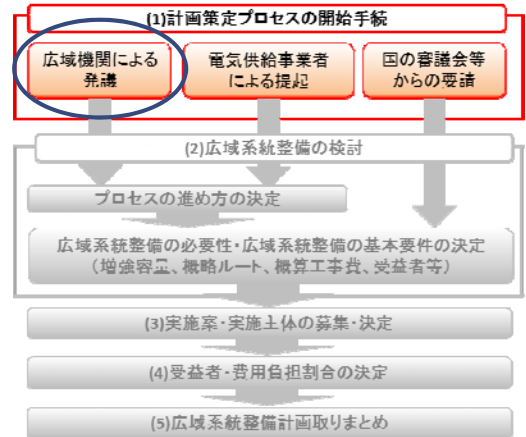 (1)計画策定プロセスの開始手続
広域機関による
発議
電気供給事業者
による提起
国の審議会等
からの要請
(2)広域系統整備の検討
プロセスの進め方の決定
広域系統整備の必要性・広域系統整備の基本要件の決定
(増強容量、概略ルート、概算工事費、受益者等)
(3)実施案・実施主体の募集・決定
(4)受益者・費用負担割合の決定
(5)広域系統整備計画取りまとめ